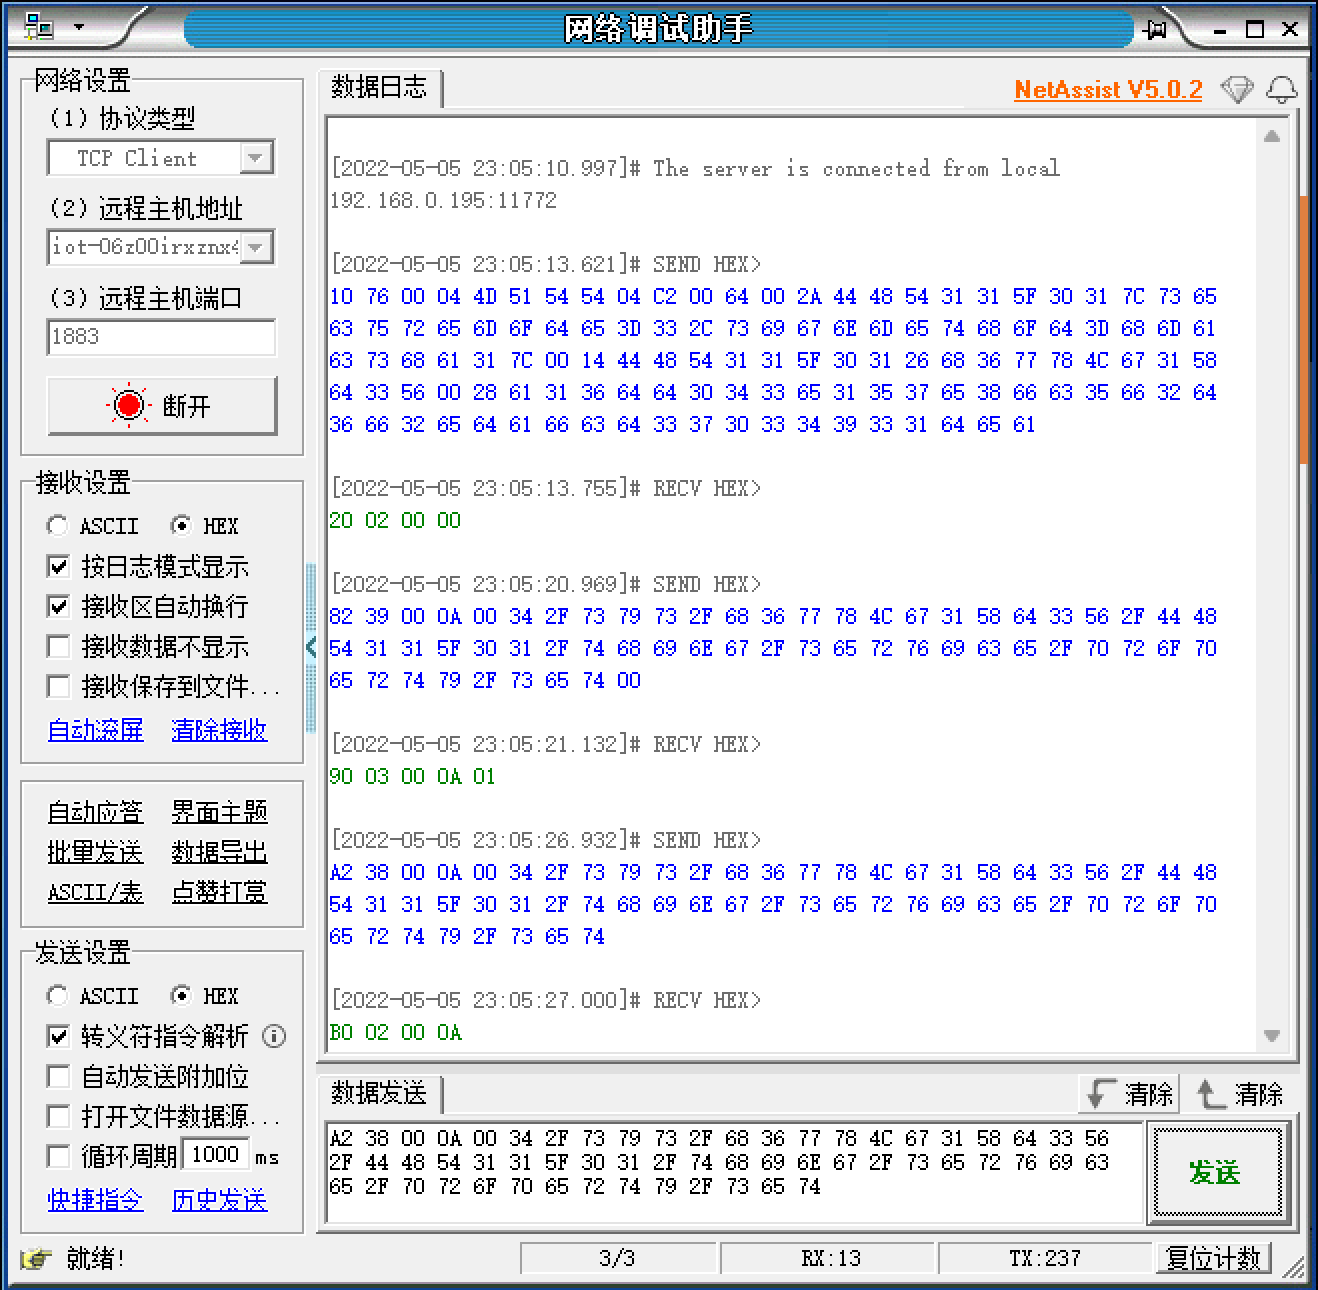 网络调试助手
网络设置
(1) 协议类型
TCP Client
(2) 远程主机地址
iot-06z00irxznx4
(3) 远程主机端口
1883
断开
接收设置
ASCII HEX
按日志模式显示
接收区自动换行
接收数据不显示
接收保存到文件...
自动滚屏 清除接收
自动应答 界面主题
批量发送 数据导出
ASCII/表 点赞打赏
发送设置
ASCII HEX
转义符指令解析
自动发送附加位
打开文件数据源...
循环周期 1000 ms
快捷指令 历史发送
数据日志
NetAssist V5.0.2
[2022-05-05 23:05:10.997]# The server is connected from local
192.168.0.195:11772
[2022-05-05 23:05:13.621]# SEND HEX>
10 76 00 04 4D 51 54 54 04 C2 00 64 00 2A 44 48 54 31 31 5F 30 31 7C 73 65
63 75 72 65 6D 6F 64 65 3D 33 2C 73 69 67 6E 6D 65 74 68 6F 64 3D 68 6D 61
63 73 68 61 31 7C 00 14 44 48 54 31 31 5F 30 31 26 68 36 77 78 4C 67 31 58
64 33 56 00 28 61 31 36 64 64 30 34 33 65 31 35 37 65 38 66 63 35 66 32 64
36 66 32 65 64 61 66 63 64 33 37 30 33 34 39 33 31 64 65 61
[2022-05-05 23:05:13.755]# RECV HEX>
20 02 00 00
[2022-05-05 23:05:20.969]# SEND HEX>
82 39 00 0A 00 34 2F 73 79 73 2F 68 36 77 78 4C 67 31 58 64 33 56 2F 44 48
54 31 31 5F 30 31 2F 74 68 69 6E 67 2F 73 65 72 76 69 63 65 2F 70 72 6F 70
65 72 74 79 2F 73 65 74 00
[2022-05-05 23:05:21.132]# RECV HEX>
90 03 00 0A 01
[2022-05-05 23:05:26.932]# SEND HEX>
A2 38 00 0A 00 34 2F 73 79 73 2F 68 36 77 78 4C 67 31 58 64 33 56 2F 44 48
54 31 31 5F 30 31 2F 74 68 69 6E 67 2F 73 65 72 76 69 63 65 2F 70 72 6F 70
65 72 74 79 2F 73 65 74
[2022-05-05 23:05:27.000]# RECV HEX>
B0 02 00 0A
数据发送 清除 清除
A2 38 00 0A 00 34 2F 73 79 73 2F 68 36 77 78 4C 67 31 58 64 33 56
2F 44 48 54 31 31 5F 30 31 2F 74 68 69 6E 67 2F 73 65 72 76 69 63
65 2F 70 72 6F 70 65 72 74 79 2F 73 65 74
发送
就绪! 3/3 RX:13 TX:237 复位计数